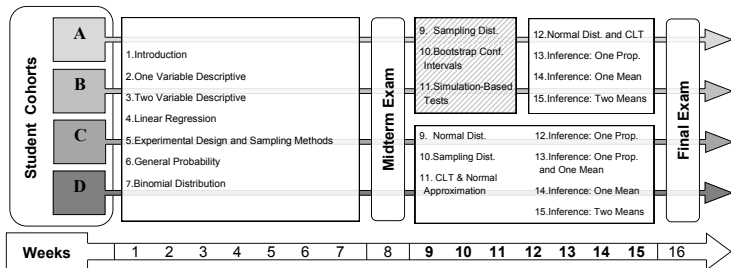 Student Cohorts
A
B
C
D
1.Introduction
2.One Variable Descriptive
3.Two Variable Descriptive
4.Linear Regression
5.Experimental Design and Sampling Methods
6.General Probability
7.Binomial Distribution
Midterm Exam
9. Sampling Dist.
10.Bootstrap Conf.
Intervals
11.Simulation-Based
Tests
12.Normal Dist. and CLT
13.Inference: One Prop.
14.Inference: One Mean
15.Inference: Two Means
9. Normal Dist.
10.Sampling Dist.
11. CLT & Normal
Approximation
12.Inference: One Prop.
13.Inference: One Prop.
and One Mean
14.Inference: One Mean
15.Inference: Two Means
Final Exam
Weeks 1 2 3 4 5 6 7 8 9 10 11 12 13 14 15 16